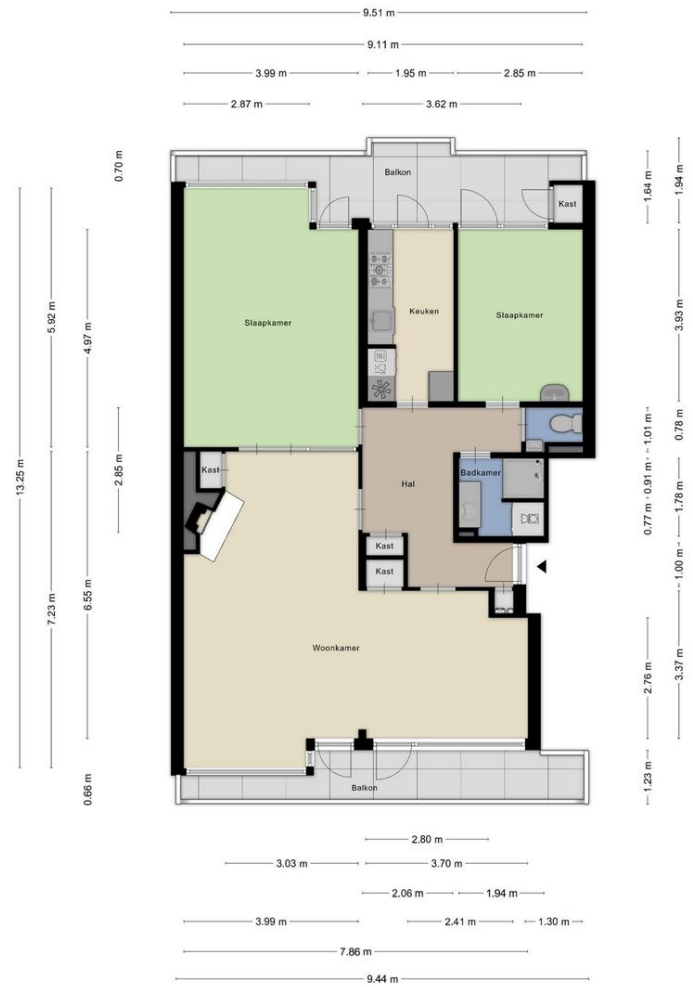 9.51 m
9.11 m
3.99 m 1.95 m 2.85 m
2.87 m 3.62 m
0.70 m
1.64 m
1.94 m
Balkon
Kast
13.25 m
5.92 m
4.97 m
Slaapkamer
Keuken
Slaapkamer
3.93 m
2.85 m
1.01 m
0.78 m
Kast
Hal
Badkamer
0.91 m
1.78 m
0.77 m
Kast
Kast
1.00 m
7.23 m
6.55 m
Woonkamer
2.76 m
3.37 m
0.66 m
Balkon
1.23 m
2.80 m
3.03 m 3.70 m
2.06 m 1.94 m
3.99 m 2.41 m 1.30 m
7.86 m
9.44 m